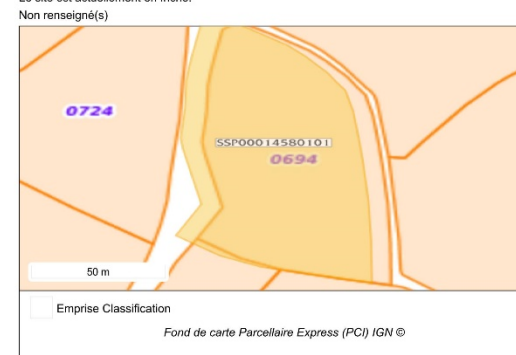 Non renseigné(s)
0724
SSP00014580101
0694
50 m
Emprise Classification
Fond de carte Parcellaire Express (PCI) IGN ©